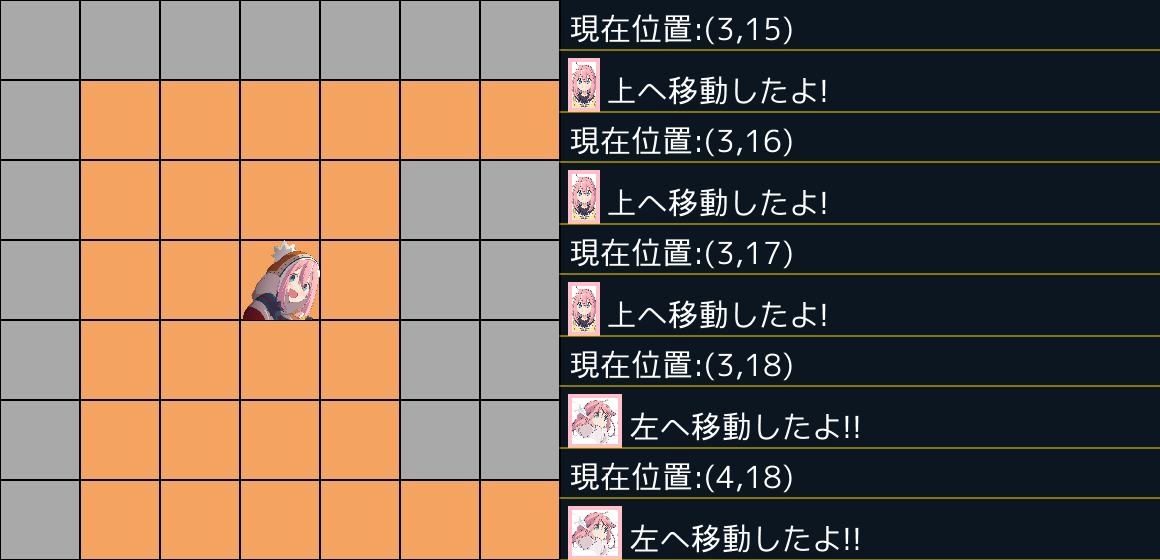 現在位置:(3,15)
上へ移動したよ!
現在位置:(3,16)
上へ移動したよ!
現在位置:(3,17)
上へ移動したよ!
現在位置:(3,18)
左へ移動したよ!!
現在位置:(4,18)
左へ移動したよ!!